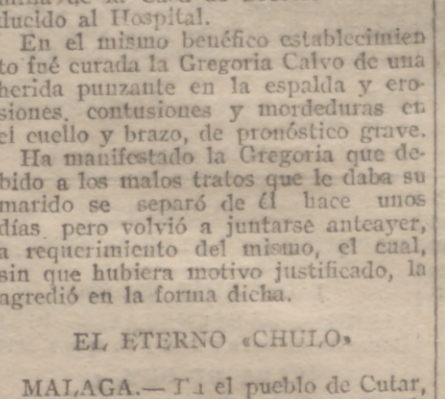 ducido al Hospital.
En el mismo benéfico establecimien
to fué curada la Gregoria Calvo de una
herida punzante en la espalda y ero-
siones, contusiones y mordeduras en
el cuello y brazo, de pronóstico grave.
Ha manifestado la Gregoria que de-
bido a los malos tratos que le daba su
marido se separó de él hace unos
días, pero volvió a juntarse anteayer,
a requerimiento del mismo, el cual,
sin que hubiera motivo justificado, la
agredió en la forma dicha.
EL ETERNO «CHULO»
MALAGA.— el pueblo de Cutar,